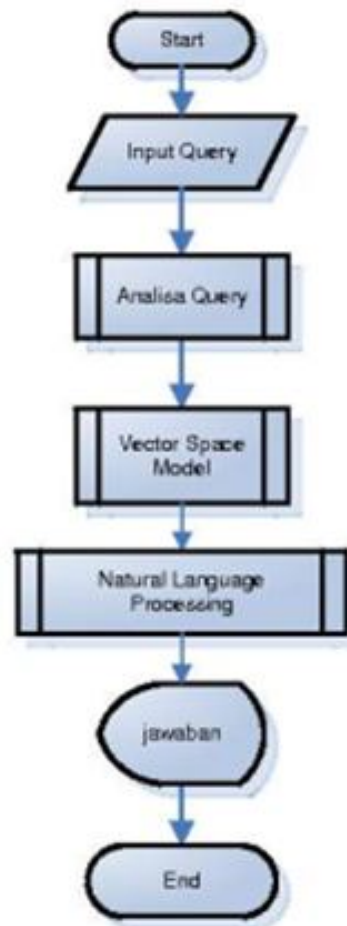 Start
Input Query
Analisa Query
Vector Space
Model
Natural Language
Processing
jawaban
End